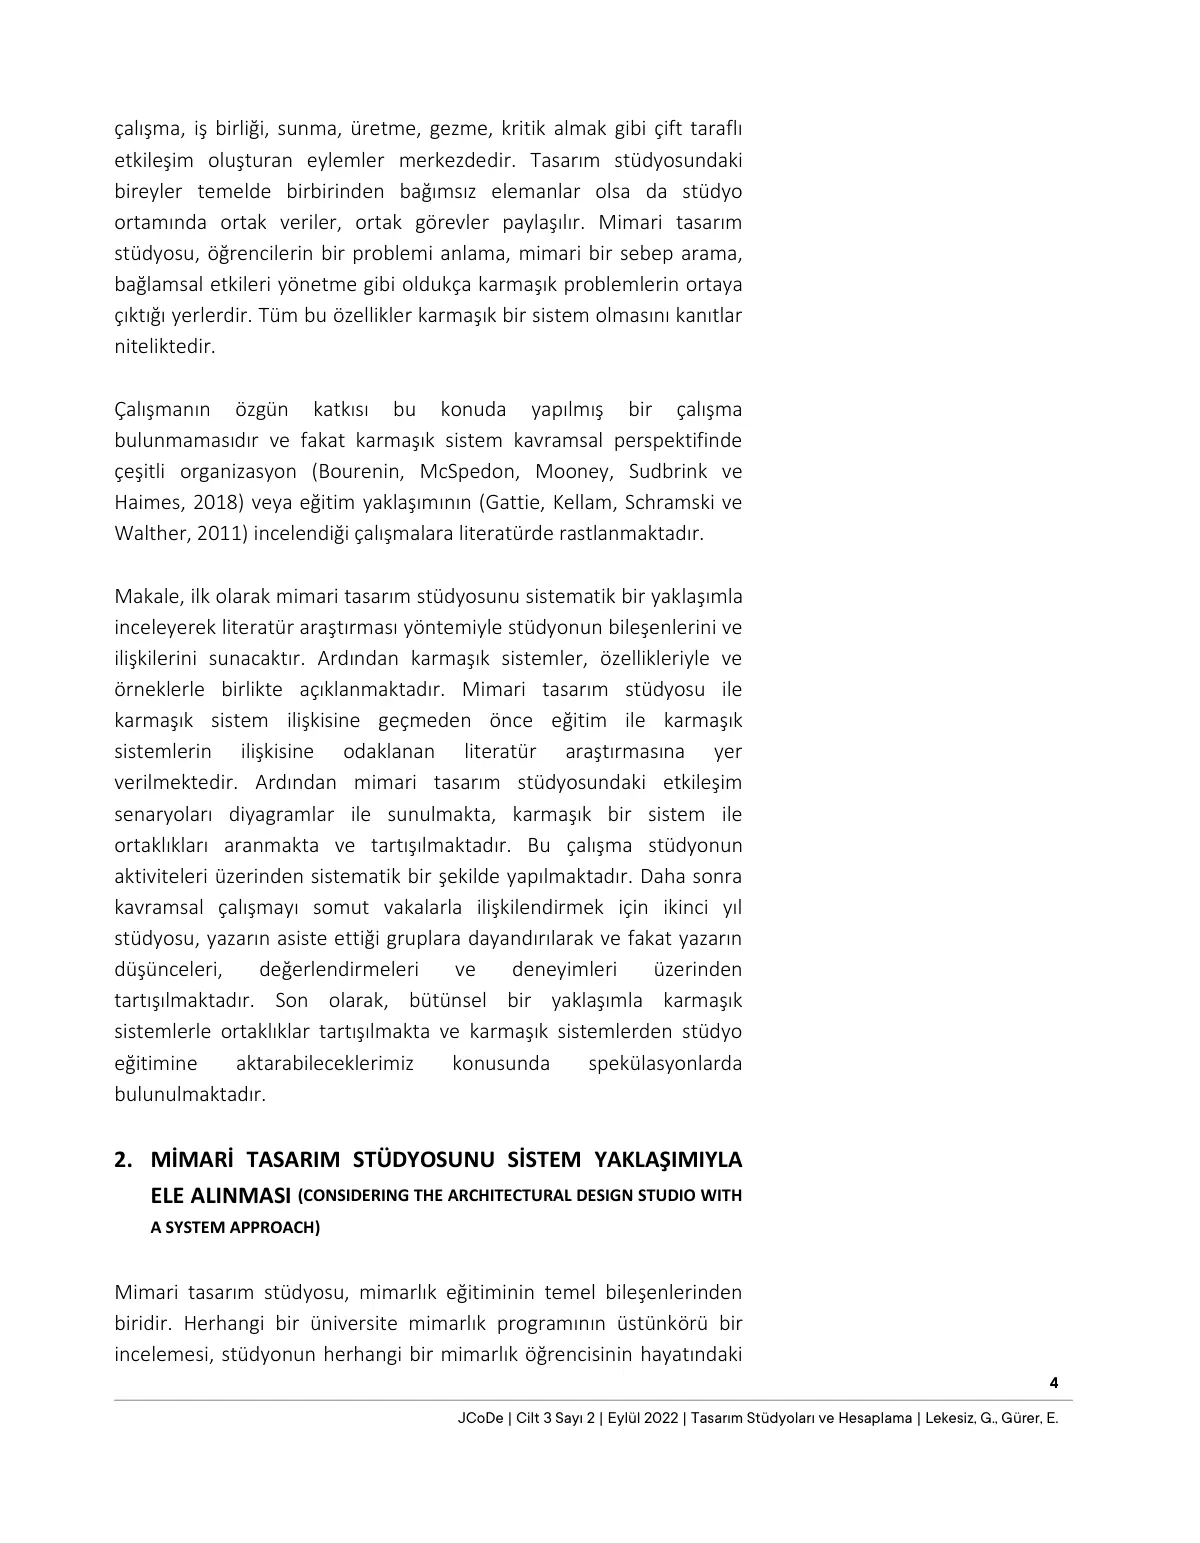 çalışma, iş birliği, sunma, üretme, gezme, kritik almak gibi çift taraflı
etkileşim oluşturan eylemler merkezdedir. Tasarım stüdyosundaki
bireyler temelde birbirinden bağımsız elemanlar olsa da stüdyo
ortamında ortak veriler, ortak görevler paylaşılır. Mimari tasarım
stüdyosu, öğrencilerin bir problemi anlama, mimari bir sebep arama,
bağlamsal etkileri yönetme gibi oldukça karmaşık problemlerin ortaya
çıktığı yerlerdir. Tüm bu özellikler karmaşık bir sistem olmasını kanıtlar
niteliktedir.
Çalışmanın özgün katkısı bu konuda yapılmış bir çalışma
bulunmamasıdır ve fakat karmaşık sistem kavramsal perspektifinde
çeşitli organizasyon (Bourenin, McSpedon, Mooney, Sudbrink ve
Haimes, 2018) veya eğitim yaklaşımının (Gattie, Kellam, Schramski ve
Walther, 2011) incelendiği çalışmalara literatürde rastlanmaktadır.
Makale, ilk olarak mimari tasarım stüdyosunu sistematik bir yaklaşımla
inceleyerek literatür araştırması yöntemiyle stüdyonun bileşenlerini ve
ilişkilerini sunacaktır. Ardından karmaşık sistemler, özellikleriyle ve
örneklerle birlikte açıklanmaktadır. Mimari tasarım stüdyosu ile
karmaşık sistem ilişkisine geçmeden önce eğitim ile karmaşık
sistemlerin ilişkisine odaklanan literatür araştırmasına yer
verilmektedir. Ardından mimari tasarım stüdyosundaki etkileşim
senaryoları diyagramlar ile sunulmakta, karmaşık bir sistem ile
ortaklıkları aranmakta ve tartışılmaktadır. Bu çalışma stüdyonun
aktiviteleri üzerinden sistematik bir şekilde yapılmaktadır. Daha sonra
kavramsal çalışmayı somut vakalarla ilişkilendirmek için ikinci yıl
stüdyosu, yazarın asiste ettiği gruplara dayandırılarak ve fakat yazarın
düşünceleri, değerlendirmeleri ve deneyimleri üzerinden
tartışılmaktadır. Son olarak, bütünsel bir yaklaşımla karmaşık
sistemlerle ortaklıklar tartışılmakta ve karmaşık sistemlerden stüdyo
eğitimine aktarabileceklerimiz konusunda spekülasyonlarda
bulunulmaktadır.
2. MİMARİ TASARIM STÜDYOSUNU SİSTEM YAKLAŞIMIYLA
ELE ALINMASI (CONSIDERING THE ARCHITECTURAL DESIGN STUDIO WITH
A SYSTEM APPROACH)
Mimari tasarım stüdyosu, mimarlık eğitiminin temel bileşenlerinden
biridir. Herhangi bir üniversite mimarlık programının üstünkörü bir
incelemesi, stüdyonun herhangi bir mimarlık öğrencisinin hayatındaki
4
JCoDe | Cilt 3 Sayı 2 | Eylül 2022 | Tasarım Stüdyoları ve Hesaplama | Lekesiz, G., Gürer, E.